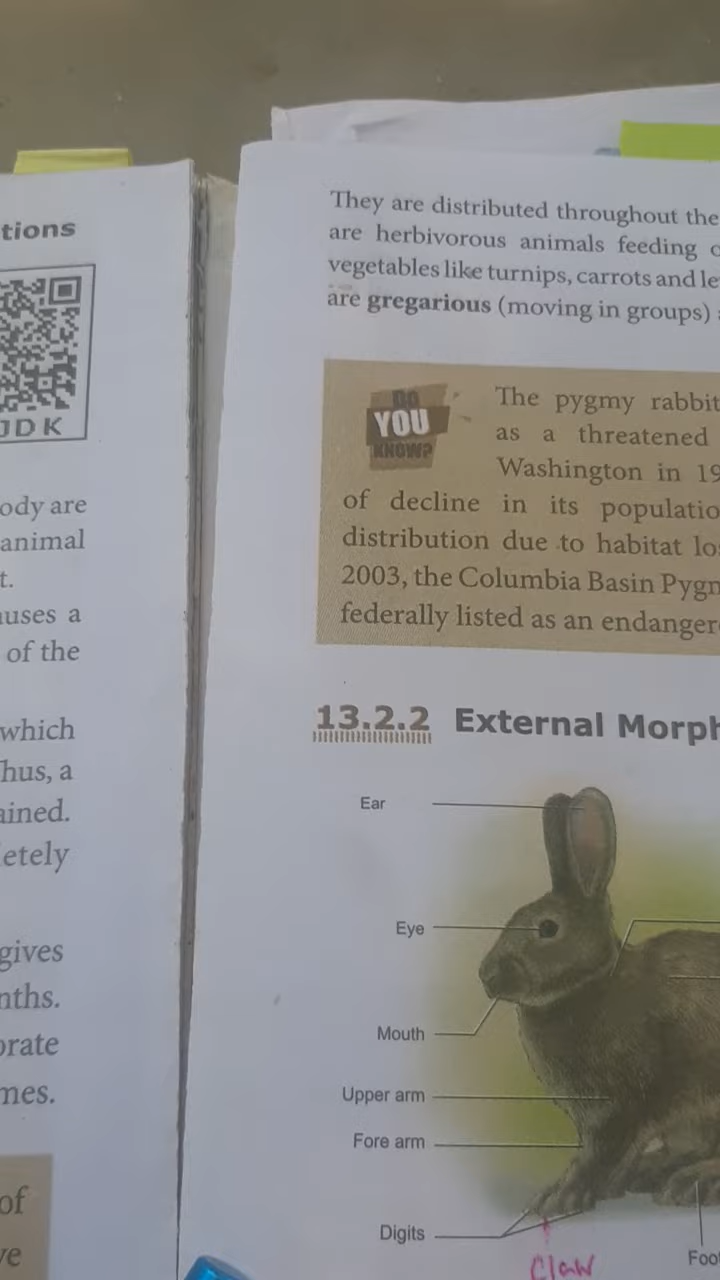 tions
JDK
ody are
animal
t.
auses a
of the
which
hus, a
ained.
etely
gives
nths.
orate
mes.
of
ve
They are distributed throughout the
are herbivorous animals feeding
vegetables like turnips, carrots and le
are gregarious (moving in groups)
DO
YOU
KNOW?
The pygmy rabbit
as a threatened
Washington in 19
of decline in its populatio
distribution due to habitat lo
2003, the Columbia Basin Pygm
federally listed as an endanger
13.2.2 External Morph
Ear
Eye
Mouth
Upper arm
Fore arm
Digits
Claw
Foo